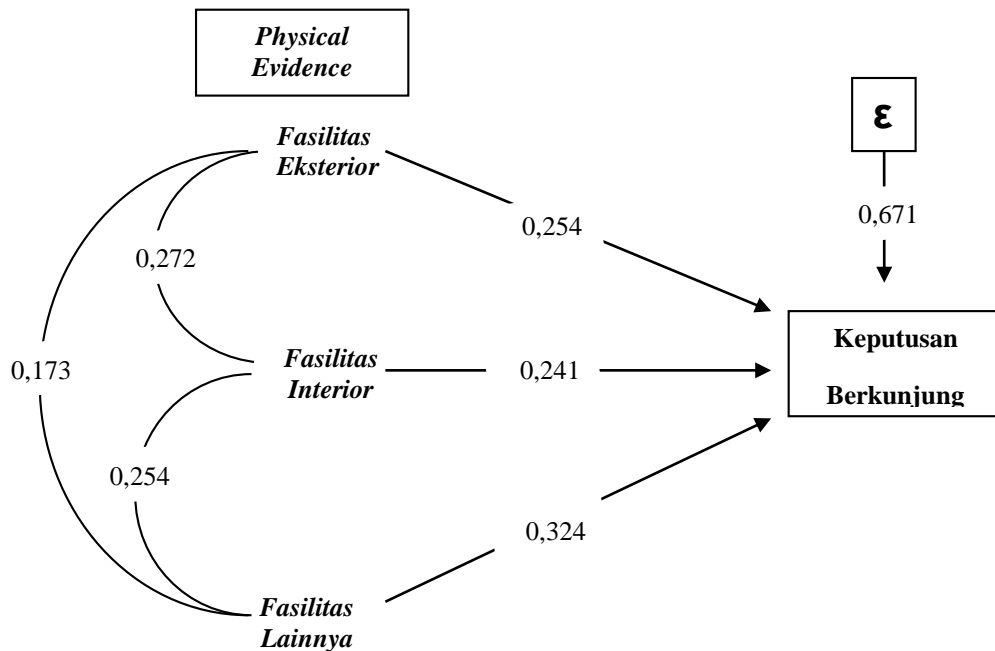 Physical
Evidence
ε
Fasilitas
Eksterior
0,254
0,671
0,272
Keputusan
Berkunjung
0,173
Fasilitas
Interior
0,241
0,254
0,324
Fasilitas
Lainnya